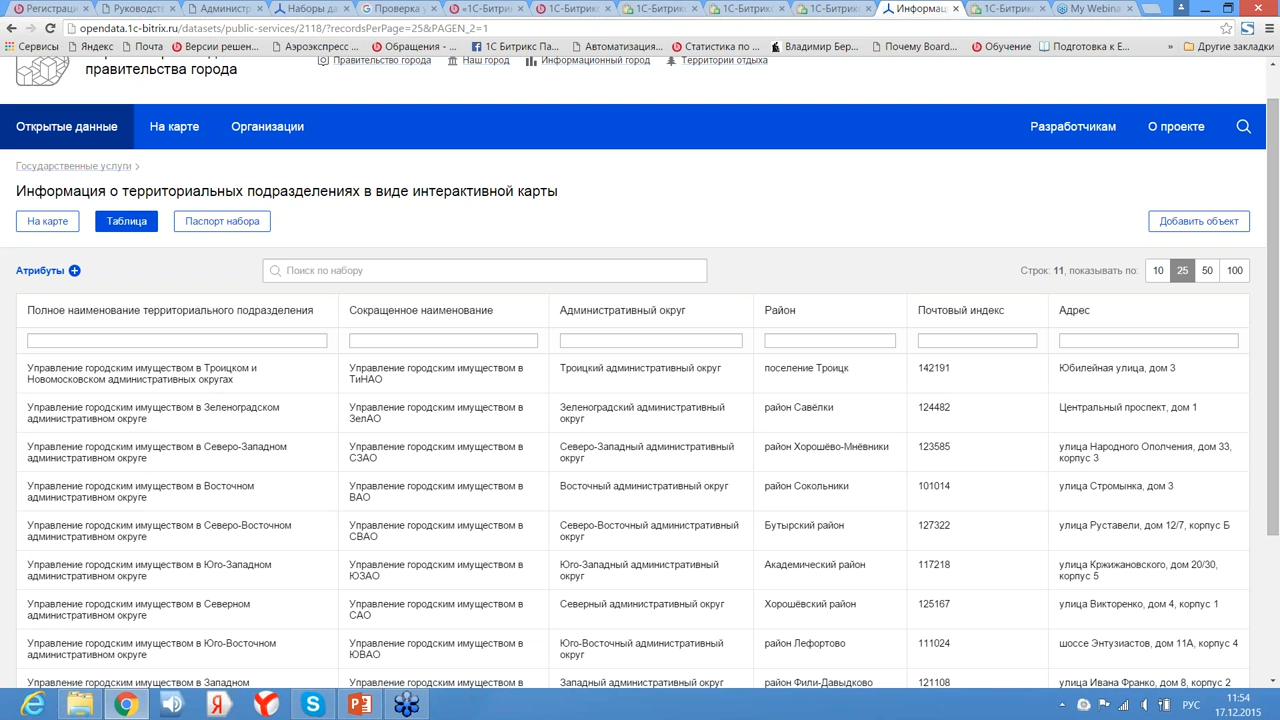 Регистраци
Руководств
Админист
Наборы да
Проверка у
«1С-Битри
1С-Битрик
1С-Битрик
1С-Битрик
1С-Битрик
Информац
1С-Битрик
My Webina
opendata.1c-bitrix.ru/datasets/public-services/2118/?recordsPerPage=25&PAGEN_2=1
Сервисы
Яндекс
Почта
Версии решен...
Аэроэкспресс ...
Обращения - ...
1С Битрикс Па...
Автоматизация...
Статистика по ...
Владимир Бер...
Почему Board...
Обучение
Подготовка к E...
»
Другие закладки
правительства города
Правительство города
Наш город
Информационный город
Территории отдыха
Открытые данные
На карте
Организации
Разработчикам
О проекте
Государственные услуги >
Информация о территориальных подразделениях в виде интерактивной карты
На карте
Таблица
Паспорт набора
Добавить объект
Атрибуты
Поиск по набору
Строк: 11, показывать по: 10 25 50 100
Полное наименование территориального подразделения
Сокращенное наименование
Административный округ
Район
Почтовый индекс
Адрес
Управление городским имуществом в Троицком и
Новомосковском административных округах
Управление городским имуществом в
ТиНАО
Троицкий административный округ
поселение Троицк
142191
Юбилейная улица, дом 3
Управление городским имуществом в Зеленоградском
административном округе
Управление городским имуществом в
ЗелАО
Зеленоградский административный
округ
район Савёлки
124482
Центральный проспект, дом 1
Управление городским имуществом в Северо-Западном
административном округе
Управление городским имуществом в
СЗАО
Северо-Западный административный
округ
район Хорошёво-Мнёвники
123585
улица Народного Ополчения, дом 33,
корпус 3
Управление городским имуществом в Восточном
административном округе
Управление городским имуществом в
ВАО
Восточный административный округ
район Сокольники
101014
улица Стромынка, дом 3
Управление городским имуществом в Северо-Восточном
административном округе
Управление городским имуществом в
СВАО
Северо-Восточный административный
округ
Бутырский район
127322
улица Руставели, дом 12/7, корпус Б
Управление городским имуществом в Юго-Западном
административном округе
Управление городским имуществом в
ЮЗАО
Юго-Западный административный
округ
Академический район
117218
улица Кржижановского, дом 20/30,
корпус 5
Управление городским имуществом в Северном
административном округе
Управление городским имуществом в
САО
Северный административный округ
Хорошёвский район
125167
улица Викторенко, дом 4, корпус 1
Управление городским имуществом в Юго-Восточном
административном округе
Управление городским имуществом в
ЮВАО
Юго-Восточный административный
округ
район Лефортово
111024
шоссе Энтузиастов, дом 11А, корпус 4
Управление городским имуществом в Западном
Управление городским имуществом в
Западный административный округ
район Фили-Давыдково
121108
улица Ивана Франко, дом 8, корпус 2
РУС
11:54
17.12.2015